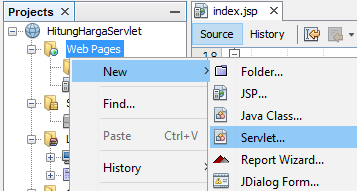 Projects
index.jsp
HitungHargaServlet
Source
History
Web Pages
New
Folder...
JSP...
Find...
Java Class...
Servlet...
Paste
Ctrl+V
Report Wizard...
History
JDialog Form...